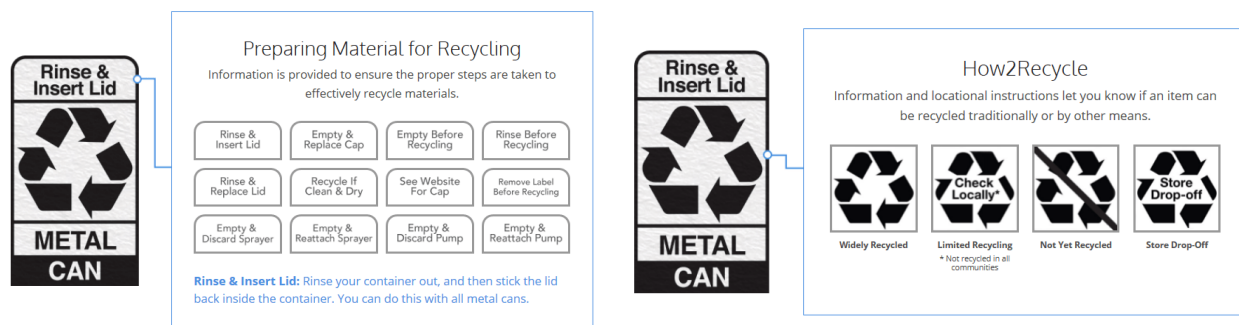 Rinse &
Insert Lid
METAL
CAN
Preparing Material for Recycling
Information is provided to ensure the proper steps are taken to
effectively recycle materials.
Rinse &
Insert Lid
Empty &
Replace Cap
Empty Before
Recycling
Rinse Before
Recycling
Rinse &
Replace Lid
Recycle If
Clean & Dry
See Website
For Cap
Remove Label
Before Recycling
Empty &
Discard Sprayer
Empty &
Reattach Sprayer
Empty &
Discard Pump
Empty &
Reattach Pump
Rinse & Insert Lid: Rinse your container out, and then stick the lid
back inside the container. You can do this with all metal cans.
Rinse &
Insert Lid
METAL
CAN
How2Recycle
Information and locational instructions let you know if an item can
be recycled traditionally or by other means.
Widely Recycled
Check
Locally*
Limited Recycling
* Not recycled in all
communities
Not Yet Recycled
Store
Drop-off
Store Drop-Off